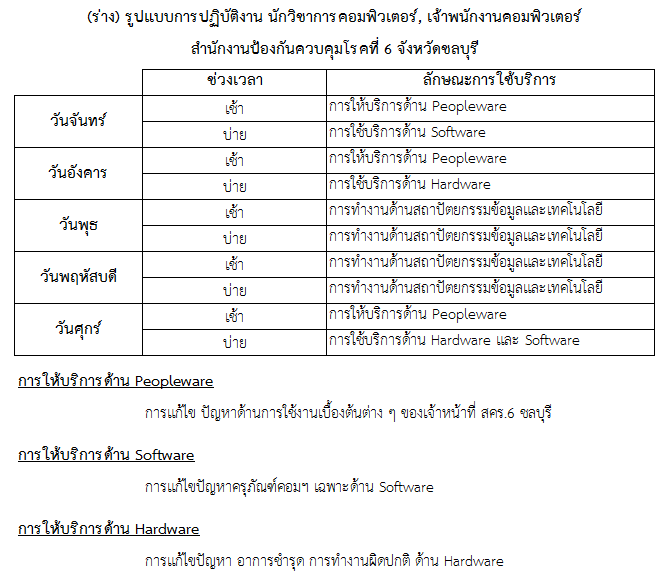 (ร่าง) รูปแบบการปฏิบัติงาน นักวิชาการคอมพิวเตอร์, เจ้าพนักงานคอมพิวเตอร์
สำนักงานป้องกันควบคุมโรคที่ 6 จังหวัดชลบุรี
ช่วงเวลา ลักษณะการใช้บริการ
วันจันทร์ เช้า การให้บริการด้าน Peopleware
บ่าย การใช้บริการด้าน Software
วันอังคาร เช้า การให้บริการด้าน Peopleware
บ่าย การใช้บริการด้าน Hardware
วันพุธ เช้า การทำงานด้านสถาปัตยกรรมข้อมูลและเทคโนโลยี
บ่าย การทำงานด้านสถาปัตยกรรมข้อมูลและเทคโนโลยี
วันพฤหัสบดี เช้า การทำงานด้านสถาปัตยกรรมข้อมูลและเทคโนโลยี
บ่าย การทำงานด้านสถาปัตยกรรมข้อมูลและเทคโนโลยี
วันศุกร์ เช้า การให้บริการด้าน Peopleware
บ่าย การใช้บริการด้าน Hardware และ Software
การให้บริการด้าน Peopleware
การแก้ไข ปัญหาด้านการใช้งานเบื้องต้นต่าง ๆ ของเจ้าหน้าที่ สคร.6 ชลบุรี
การให้บริการด้าน Software
การแก้ไขปัญหาครุภัณฑ์คอมฯ เฉพาะด้าน Software
การให้บริการด้าน Hardware
การแก้ไขปัญหา อาการชำรุด การทำงานผิดปกติ ด้าน Hardware